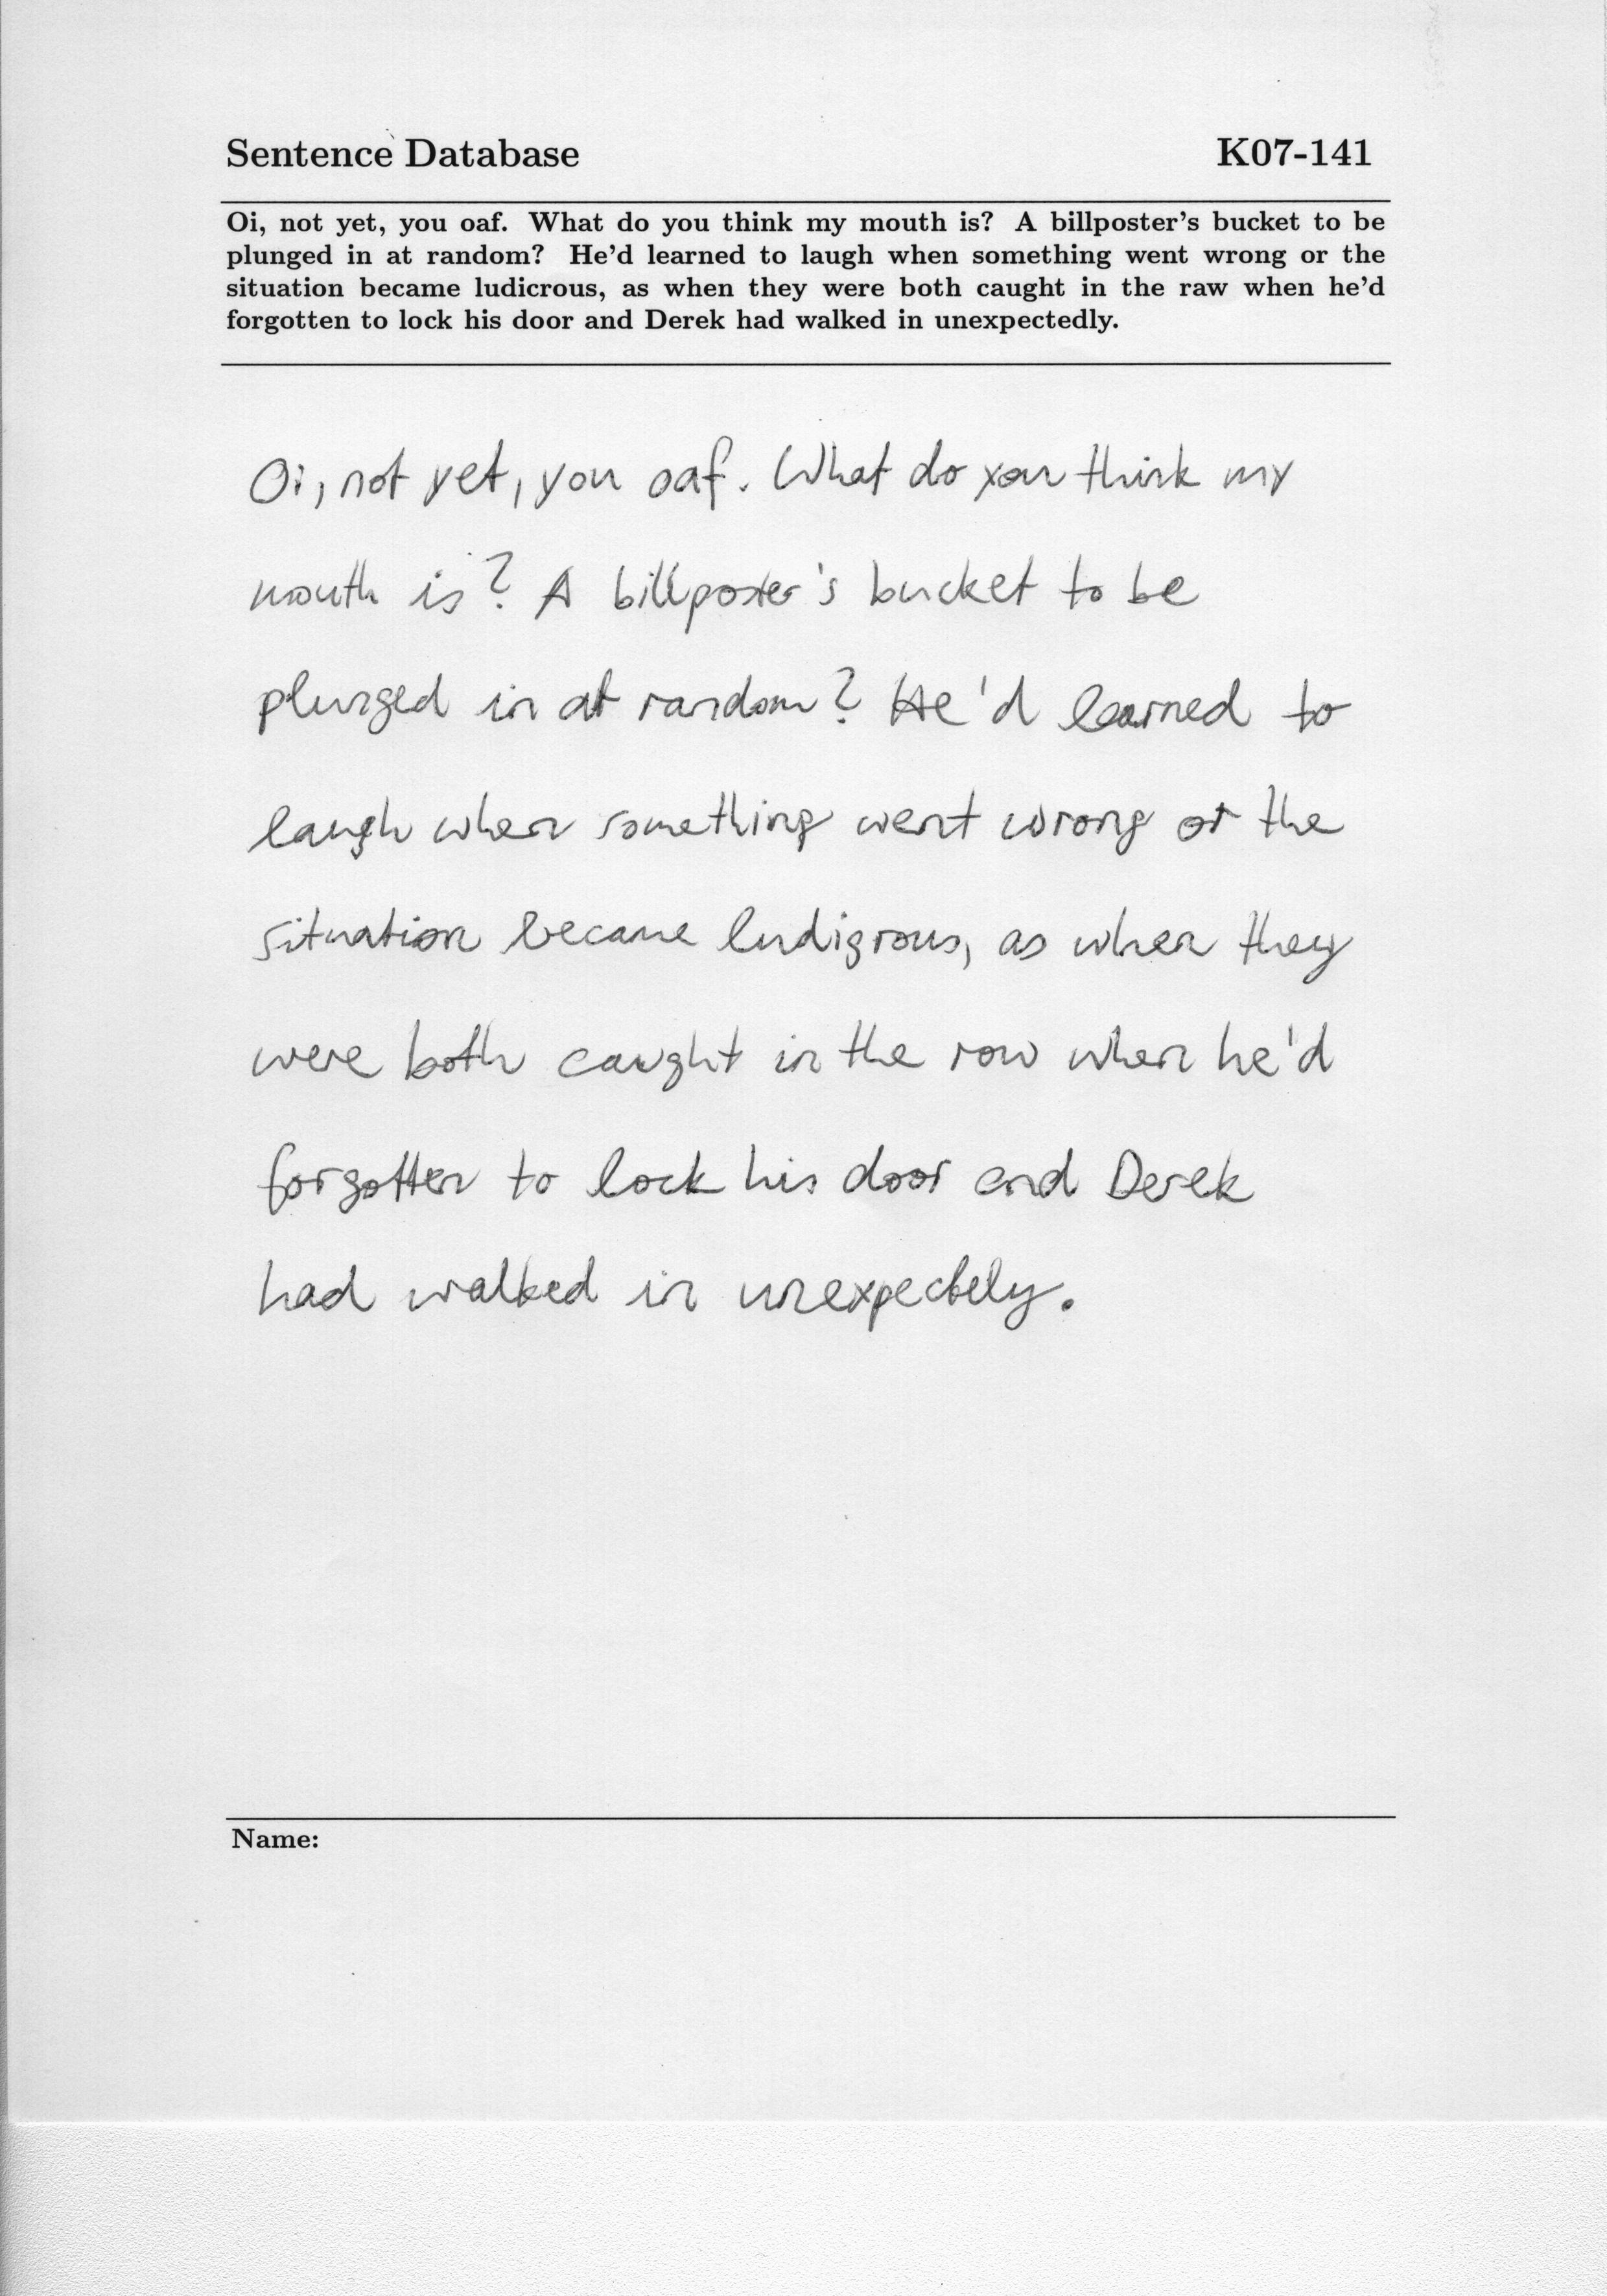 Sentence Database K07-141
Oi, not yet, you oaf. What do you think my mouth is? A billposter's bucket to be
plunged in at random? He'd learned to laugh when something went wrong or the
situation became ludicrous, as when they were both caught in the raw when he'd
forgotten to lock his door and Derek had walked in unexpectedly.
Oi, not yet, you oaf. What do you think my
mouth is? A billposter's bucket to be
plunged in at random? He'd learned to
laugh when something went wrong or the
situation became ludigrous, as when they
were both caught in the row when he'd
forgotten to lock his door and Derek
had walked in unexpectely.
Name: